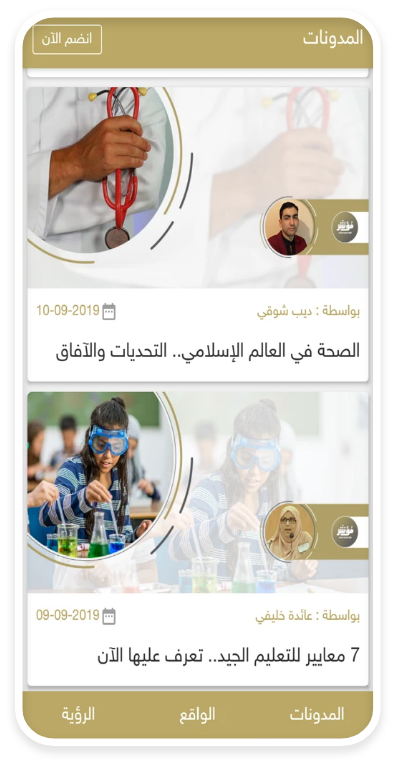 المدونات
انضم الآن
بواسطة : ديب شوقي
10-09-2019
الصحة في العالم الإسلامي.. التحديات والآفاق
بواسطة : عائدة خليفي
09-09-2019
7 معايير للتعليم الجيد.. تعرف عليها الآن
المدونات
الواقع
الرؤية